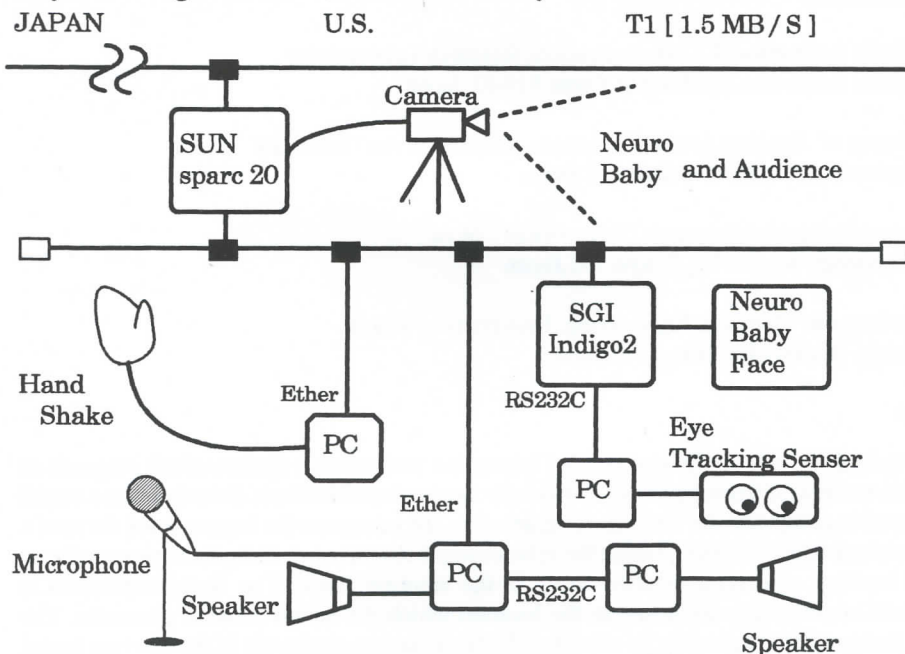 JAPAN
U.S.
T1 [ 1.5 MB / S ]
Camera
SUN
sparc 20
Neuro
Baby and Audience
SGI
Indigo2
Neuro
Baby
Face
Hand
Shake
Ether
PC
RS232C
Eye
Tracking Senser
PC
Ether
Microphone
Speaker
PC
RS232C
PC
Speaker